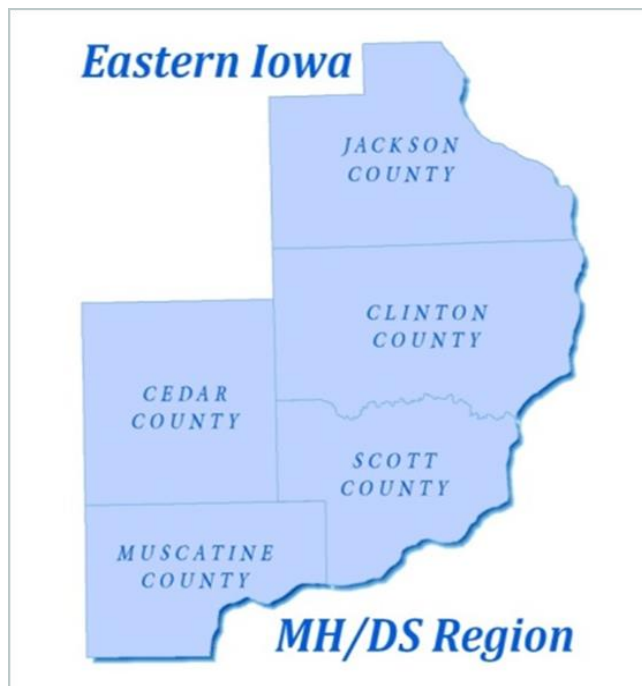 Eastern Iowa
JACKSON
COUNTY
CLINTON
COUNTY
CEDAR
COUNTY
SCOTT
COUNTY
MUSCATINE
COUNTY
MH/DS Region